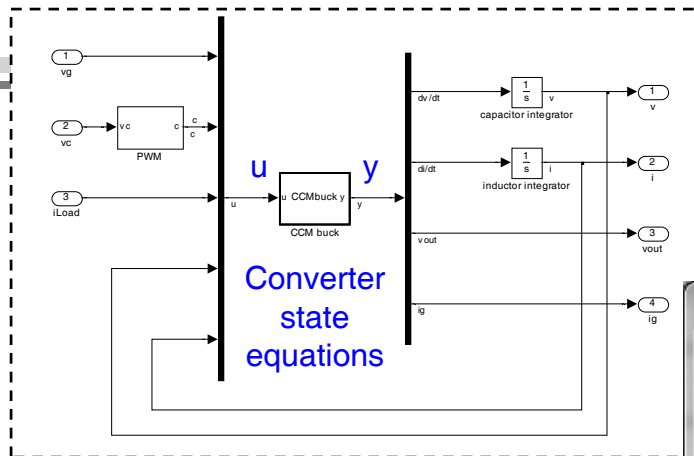 1
vg
2
vc
vc c
PWM
c
c
3
iLoad
u
u
u CCMbuck y
CCM buck
y
y
Converter
state
equations
dv/dt
1
s
v
capacitor integrator
1
v
di/dt
1
s
i
inductor integrator
2
i
vout
3
vout
ig
4
ig